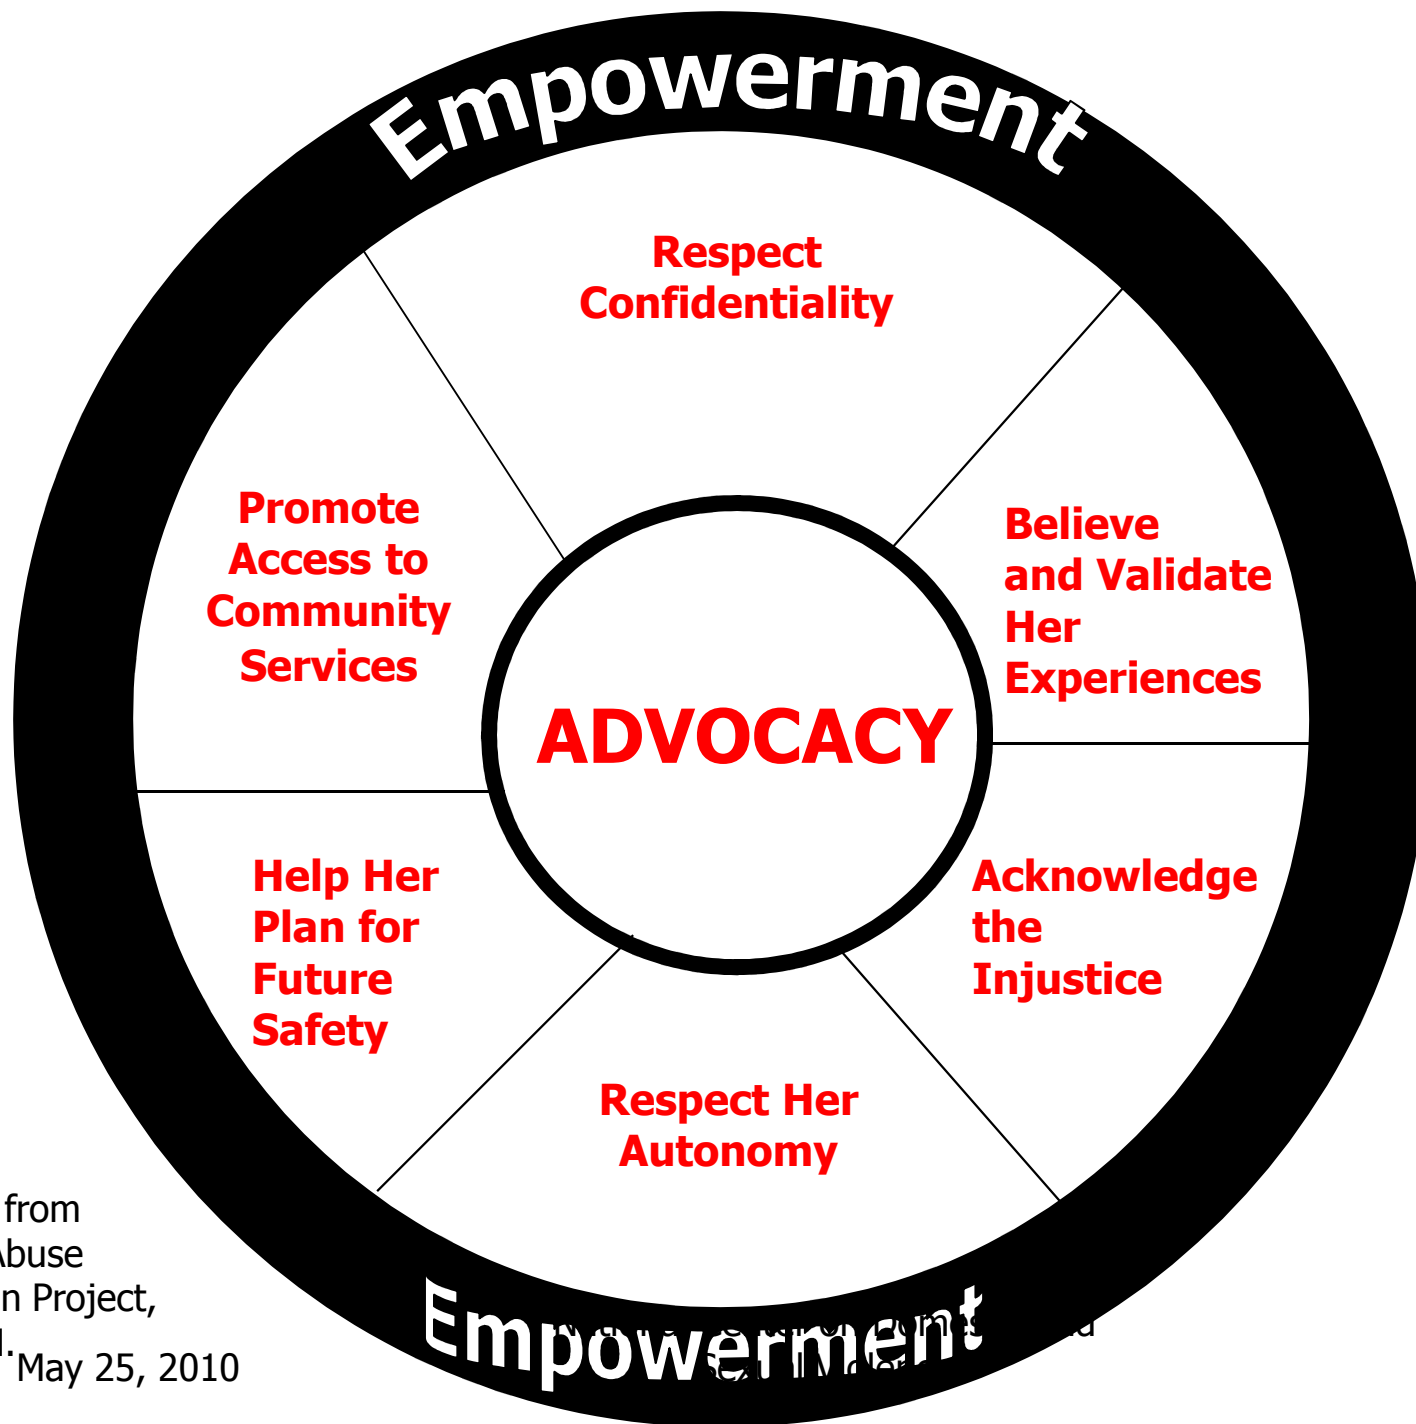 Empowerment
Respect
Confidentiality
Believe
and Validate
Her
Experiences
Acknowledge
the
Injustice
Respect Her
Autonomy
Help Her
Plan for
Future
Safety
Promote
Access to
Community
Services
ADVOCACY
Empowerment
from
Abuse
n Project,
May 25, 2010